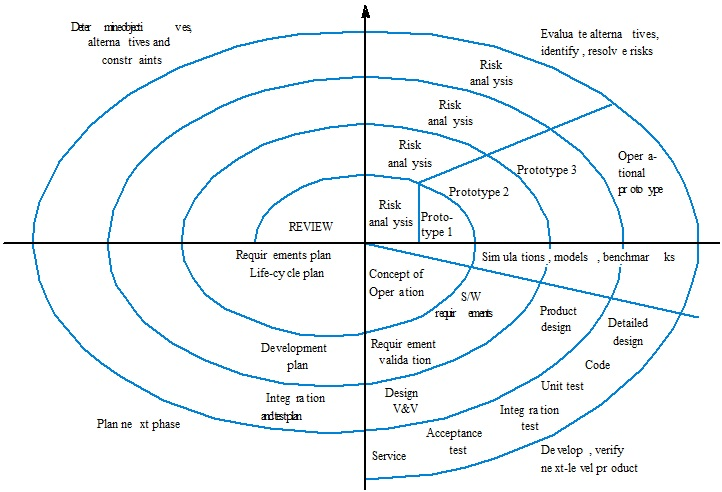 Determine objectives,
alternatives and
constraints
Evaluate alternatives,
identify, resolve risks
Risk
analysis
Risk
analysis
Risk
analysis
Risk
analysis
Proto-
type 1
Prototype 2
Prototype 3
Opera-
tional
prototype
REVIEW
Requirements plan
Life-cycle plan
Simulations, models, benchmarks
Concept of
Operation
S/W
requirements
Product
design
Detailed
design
Development
plan
Requirement
validation
Code
Unit test
Integration
and test plan
Design
V&V
Integration
test
Plan next phase
Acceptance
test
Service
Develop, verify
next-level product